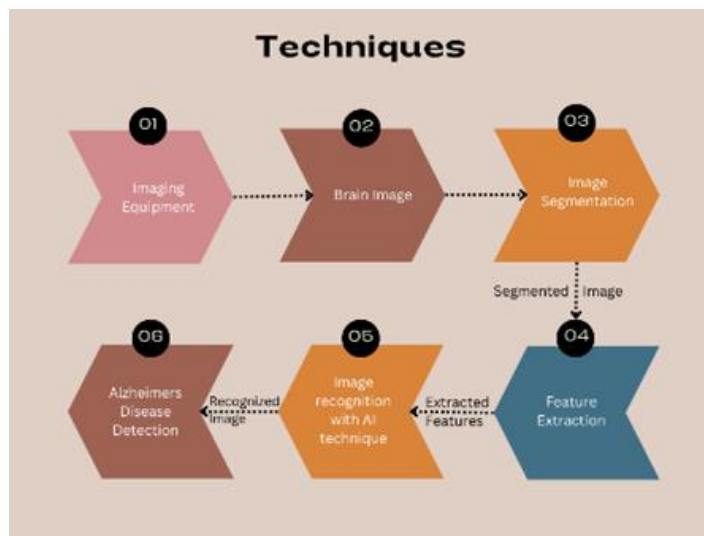 Techniques
01
Imaging
Equipment
02
Brain Image
03
Image
Segmentation
Segmented Image
04
Feature
Extraction
Extracted
Features
05
Image
recognition
with AI
technique
Recognized
Image
06
Alzheimers
Disease
Detection